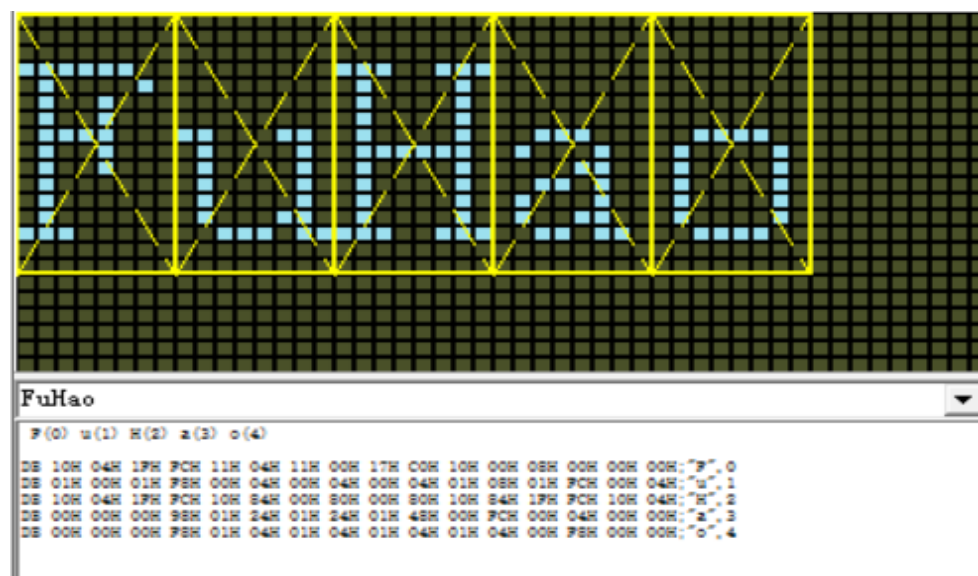 FuHao
FuHao
F(0) u(1) H(2) a(3) o(4)
DB 10H 04H 1FH FCH 11H 04H 11H 00H 17H C0H 10H 00H 08H 00H 00H 00H;"F",0
DB 01H 00H 01H F8H 00H 04H 00H 04H 00H 04H 01H 08H 01H FCH 00H 04H;"u",1
DB 10H 04H 1FH FCH 10H 84H 00H 80H 00H 80H 10H 84H 1FH FCH 10H 04H;"H",2
DB 00H 00H 00H 98H 01H 24H 01H 24H 01H 48H 00H FCH 00H 04H 00H 00H;"a",3
DB 00H 00H 00H F8H 01H 04H 01H 04H 01H 04H 01H 04H 00H F8H 00H 00H;"o",4